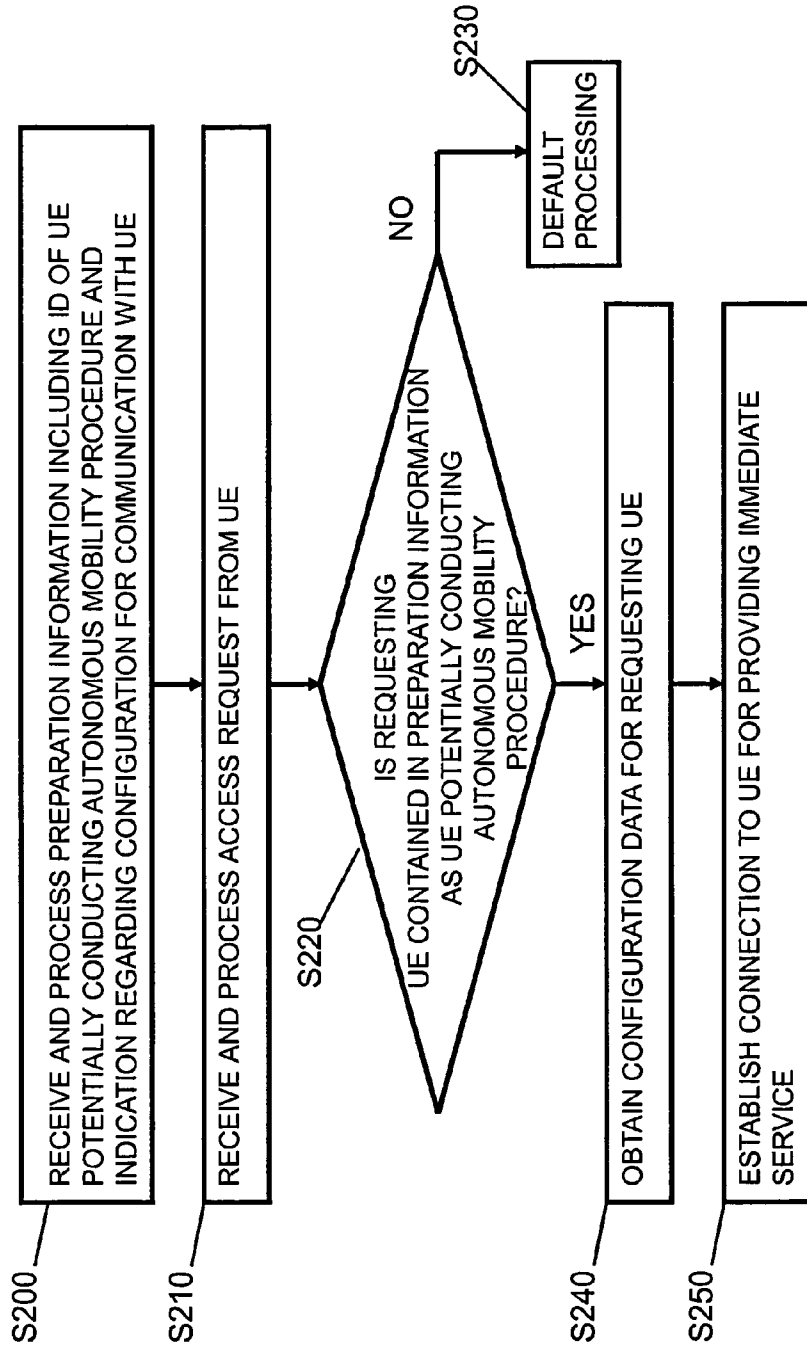 S200
RECEIVE AND PROCESS PREPARATION INFORMATION INCLUDING ID OF UE
POTENTIALLY CONDUCTING AUTONOMOUS MOBILITY PROCEDURE AND
INDICATION REGARDING CONFIGURATION FOR COMMUNICATION WITH UE
S210
RECEIVE AND PROCESS ACCESS REQUEST FROM UE
S220
IS REQUESTING
UE CONTAINED IN PREPARATION INFORMATION
AS UE POTENTIALLY CONDUCTING
AUTONOMOUS MOBILITY
PROCEDURE?
NO
S230
DEFAULT
PROCESSING
YES
S240
OBTAIN CONFIGURATION DATA FOR REQUESTING UE
S250
ESTABLISH CONNECTION TO UE FOR PROVIDING IMMEDIATE
SERVICE